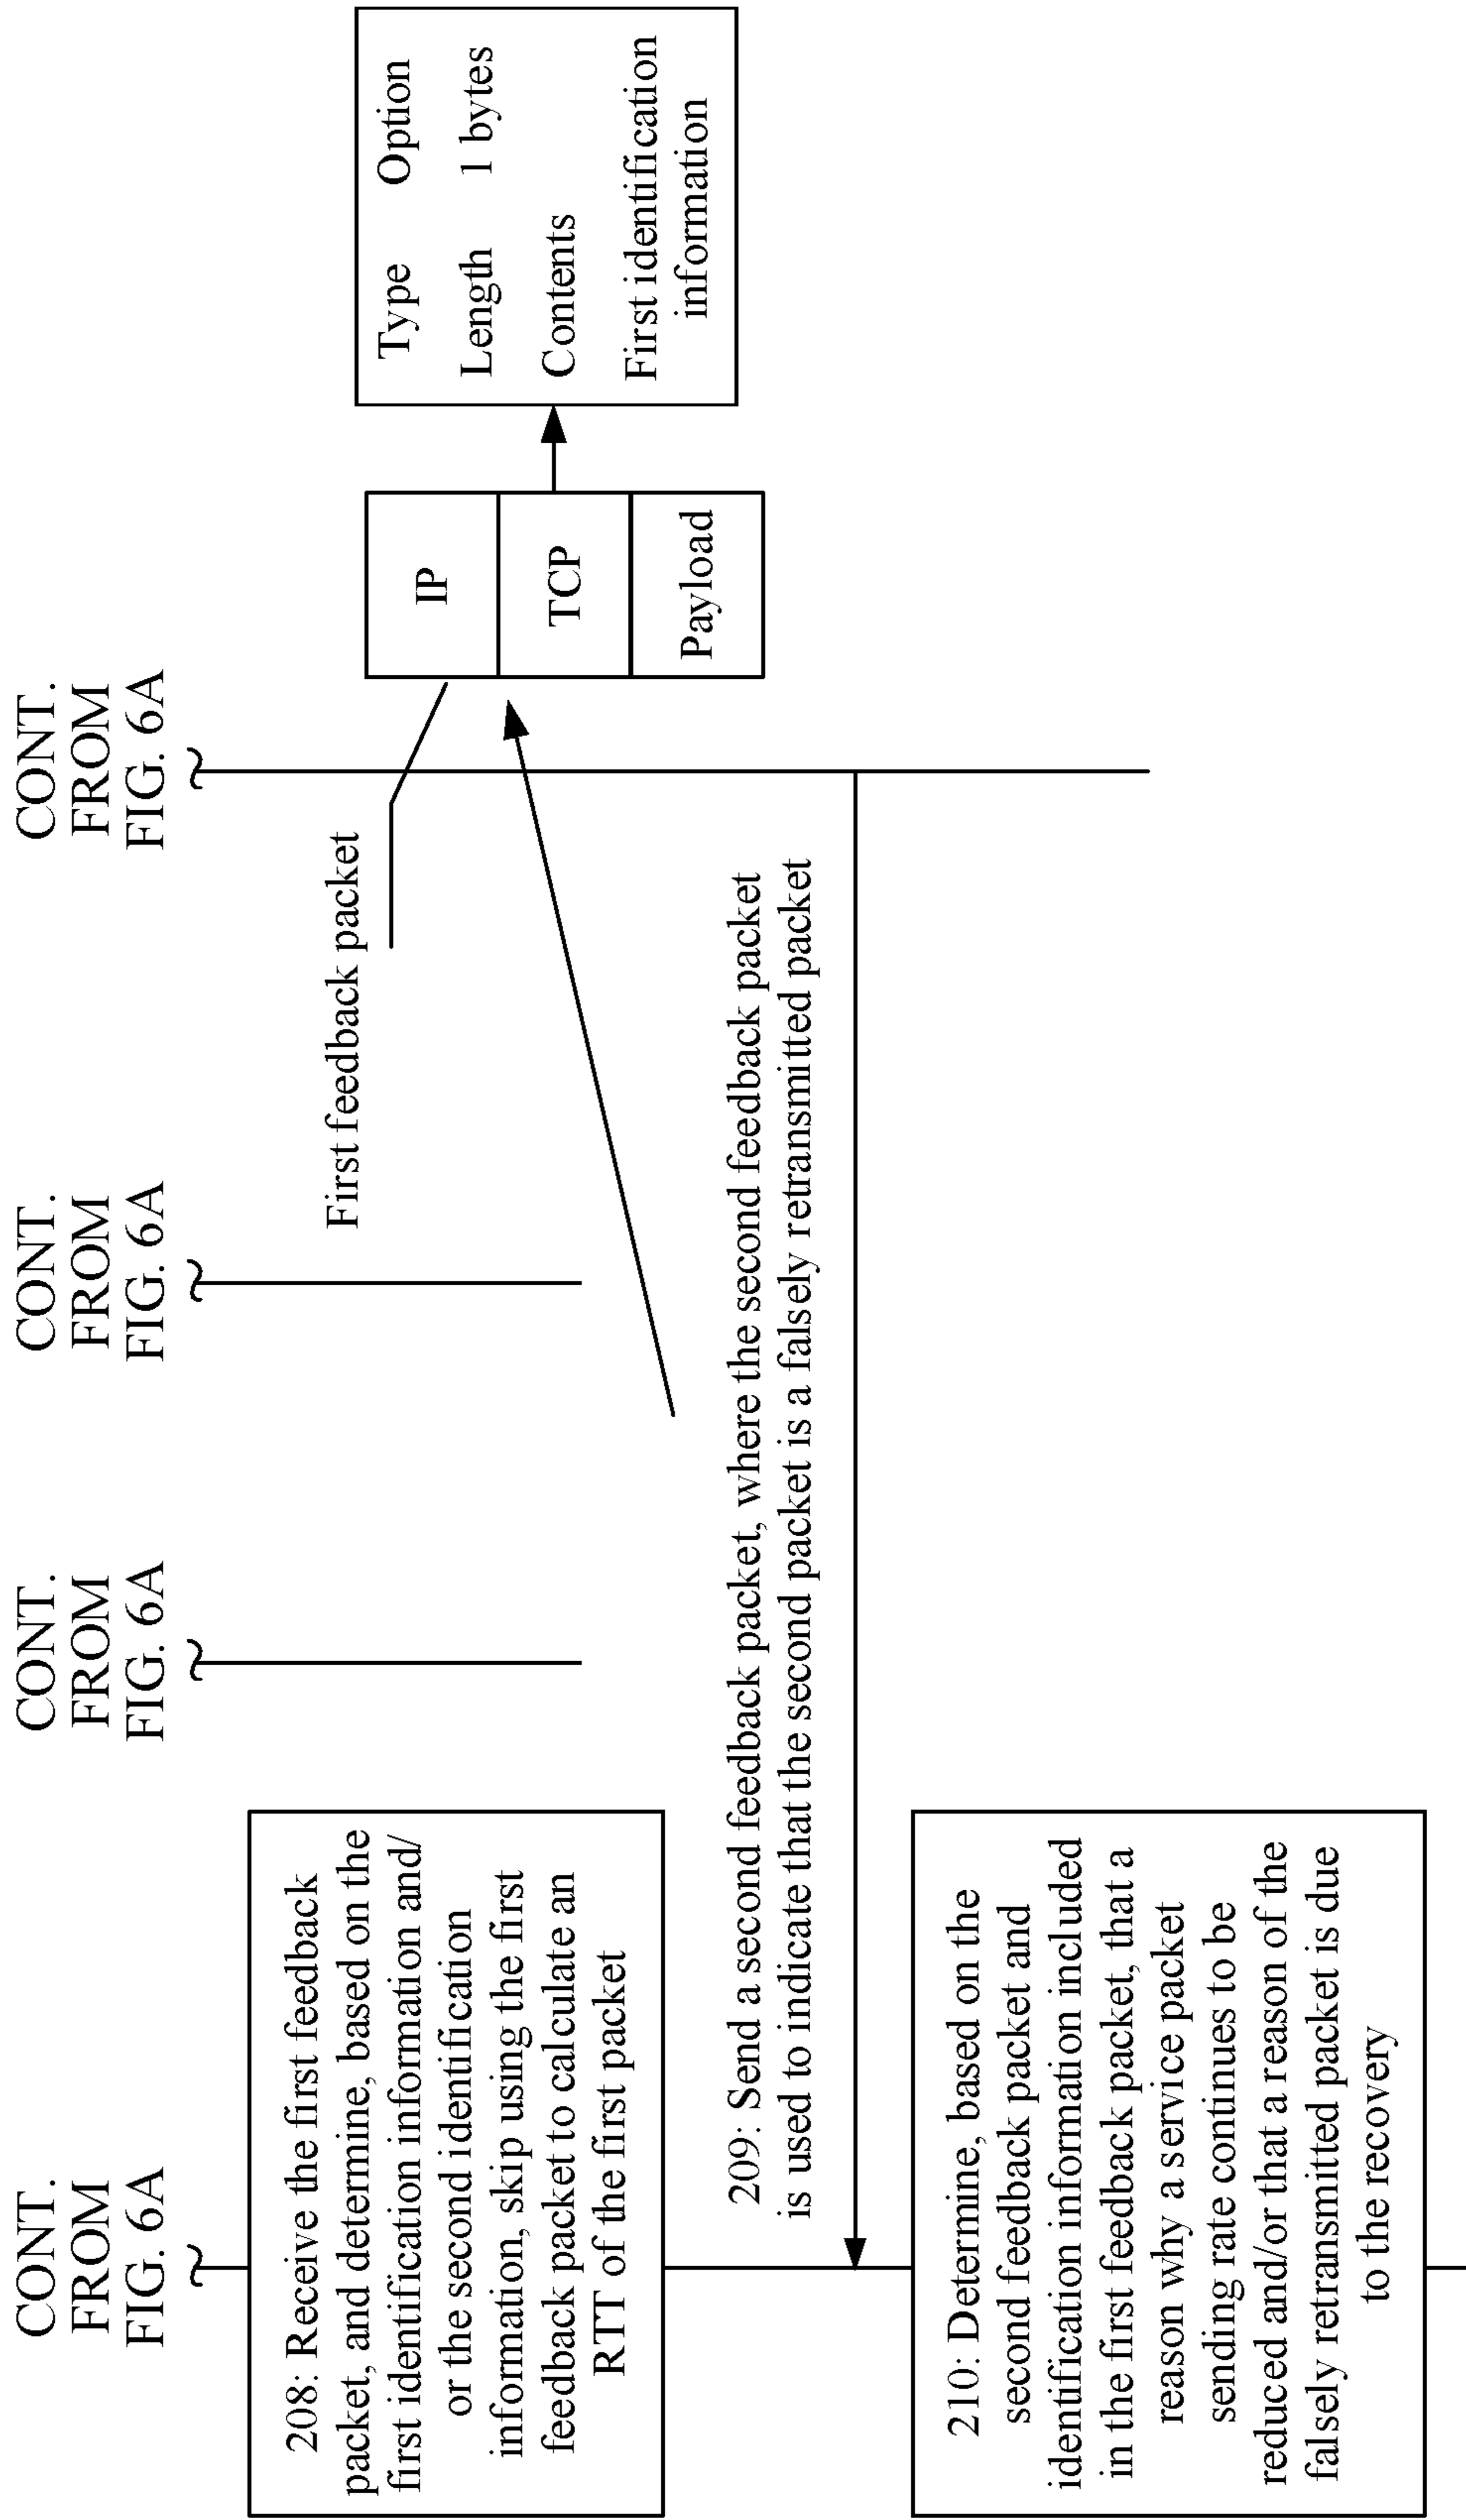 CONT.
FROM
FIG. 6A
CONT.
FROM
FIG. 6A
CONT.
FROM
FIG. 6A
CONT.
FROM
FIG. 6A
208: Receive the first feedback
packet, and determine, based on the
first identification information and/
or the second identification
information, skip using the first
feedback packet to calculate an
RTT of the first packet
First feedback packet
IP
TCP
Payload
Type Option
Length 1 bytes
Contents
First identification
information
209: Send a second feedback packet, where the second feedback packet
is used to indicate that the second packet is a falsely retransmitted packet
210: Determine, based on the
second feedback packet and
identification information included
in the first feedback packet, that a
reason why a service packet
sending rate continues to be
reduced and/or that a reason of the
falsely retransmitted packet is due
to the recovery